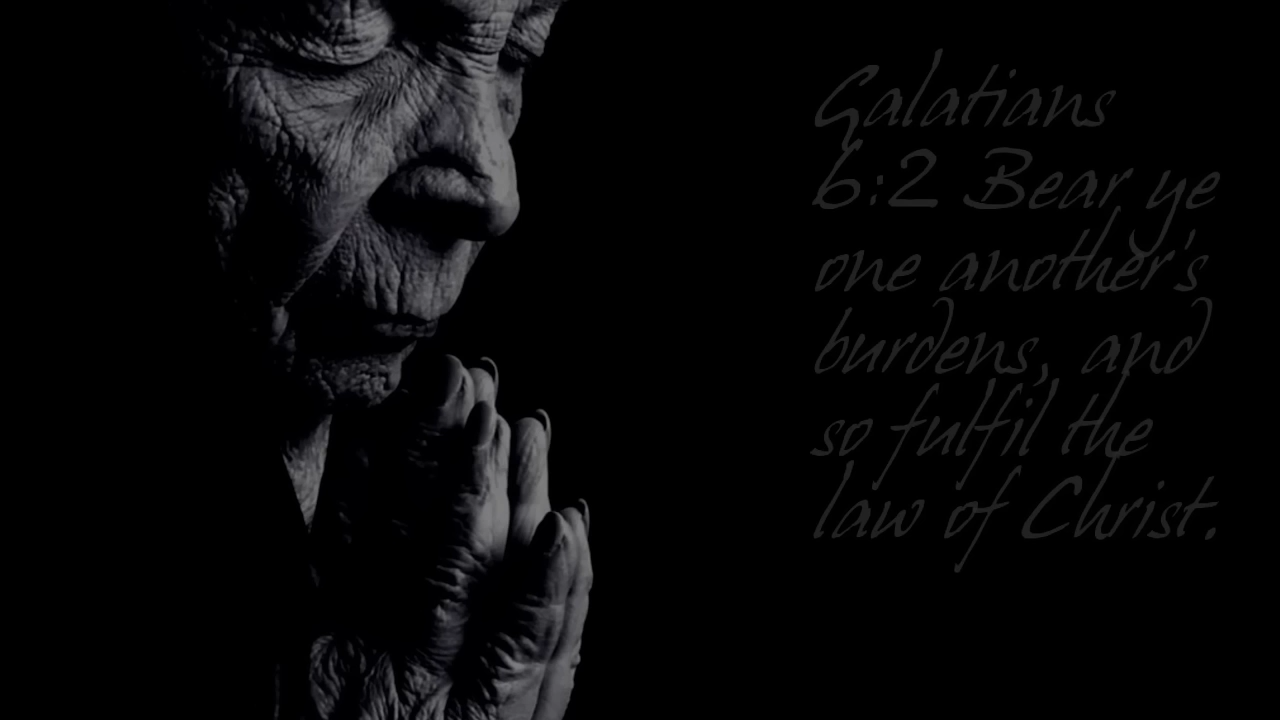 Galatians
6:2 Bear ye
one another's
burdens, and
so fulfil the
law of Christ.